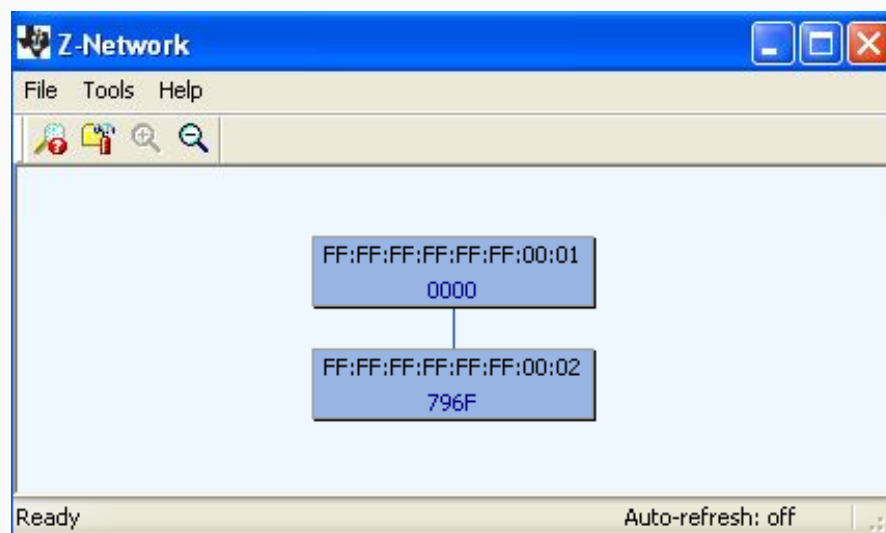 Z-Network
File Tools Help
FF:FF:FF:FF:FF:FF:00:01
0000
FF:FF:FF:FF:FF:FF:00:02
796F
Ready Auto-refresh: off